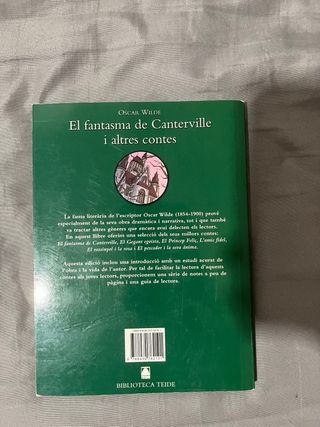 OSCAR WILDE
El fantasma de Canterville
i altres contes
La fama literària de l'escriptor Oscar Wilde (1854-1900) prové
especialment de la seva obra dramàtica i narrativa, tot i que també
va tractar altres gèneres que encara avui delecten els lectors.
En aquest llibre oferim una selecció dels seus millors contes:
El fantasma de Canterville, El Gegant egoista, El Príncep Feliç, L'amic fidel,
El rossinyol i la rosa i El pescador i la seva ànima.
Aquesta edició inclou una introducció amb un estudi acurat de
l'obra i la vida de l'autor. Per tal de facilitar la lectura d'aquests
contes als joves lectors, proporcionem una sèrie de notes a peu de
pàgina i una guia de lectura.
BIBLIOTECA TEIDE